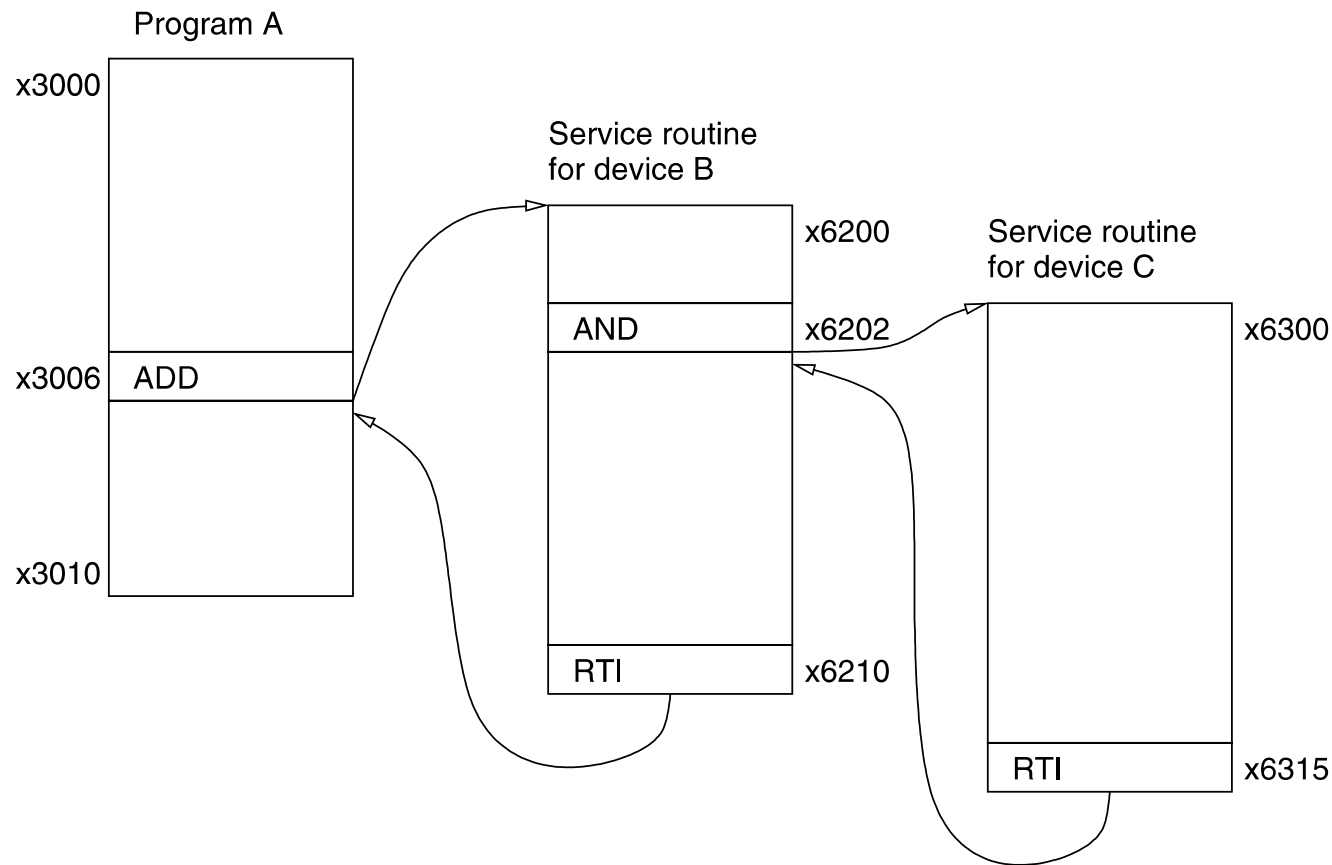 Program A
x3000
x3006
ADD
x3010
Service routine
for device B
x6200
AND
x6202
RTI
x6210
Service routine
for device C
x6300
RTI
x6315